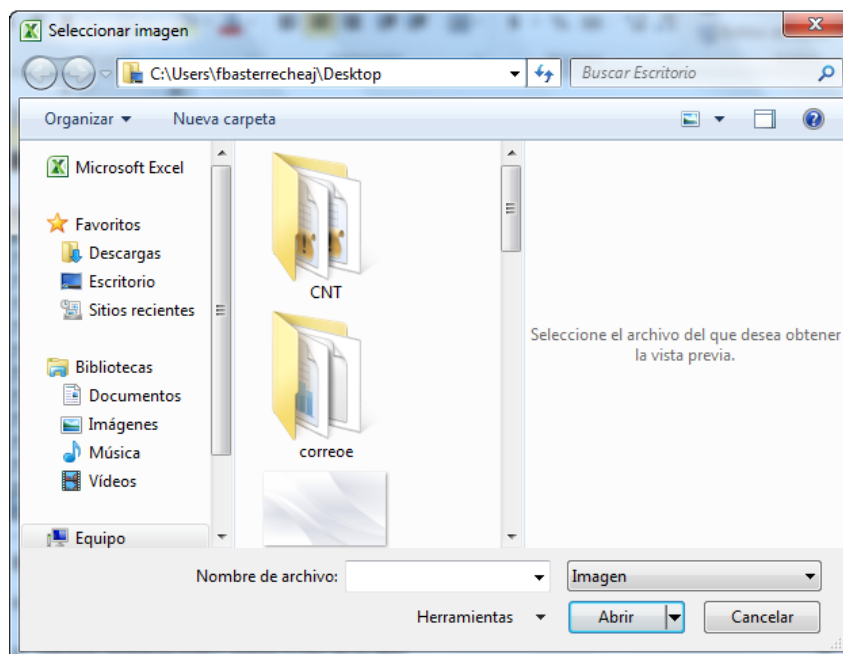 Seleccionar imagen
C:\Users\fbasterrecheaj\Desktop
Buscar Escritorio
Organizar
Nueva carpeta
Microsoft Excel
Favoritos
Descargas
Escritorio
Sitios recientes
Bibliotecas
Documentos
Imágenes
Música
Vídeos
Equipo
CNT
correoe
Seleccione el archivo del que desea obtener
la vista previa.
Nombre de archivo:
Imagen
Herramientas
Abrir
Cancelar